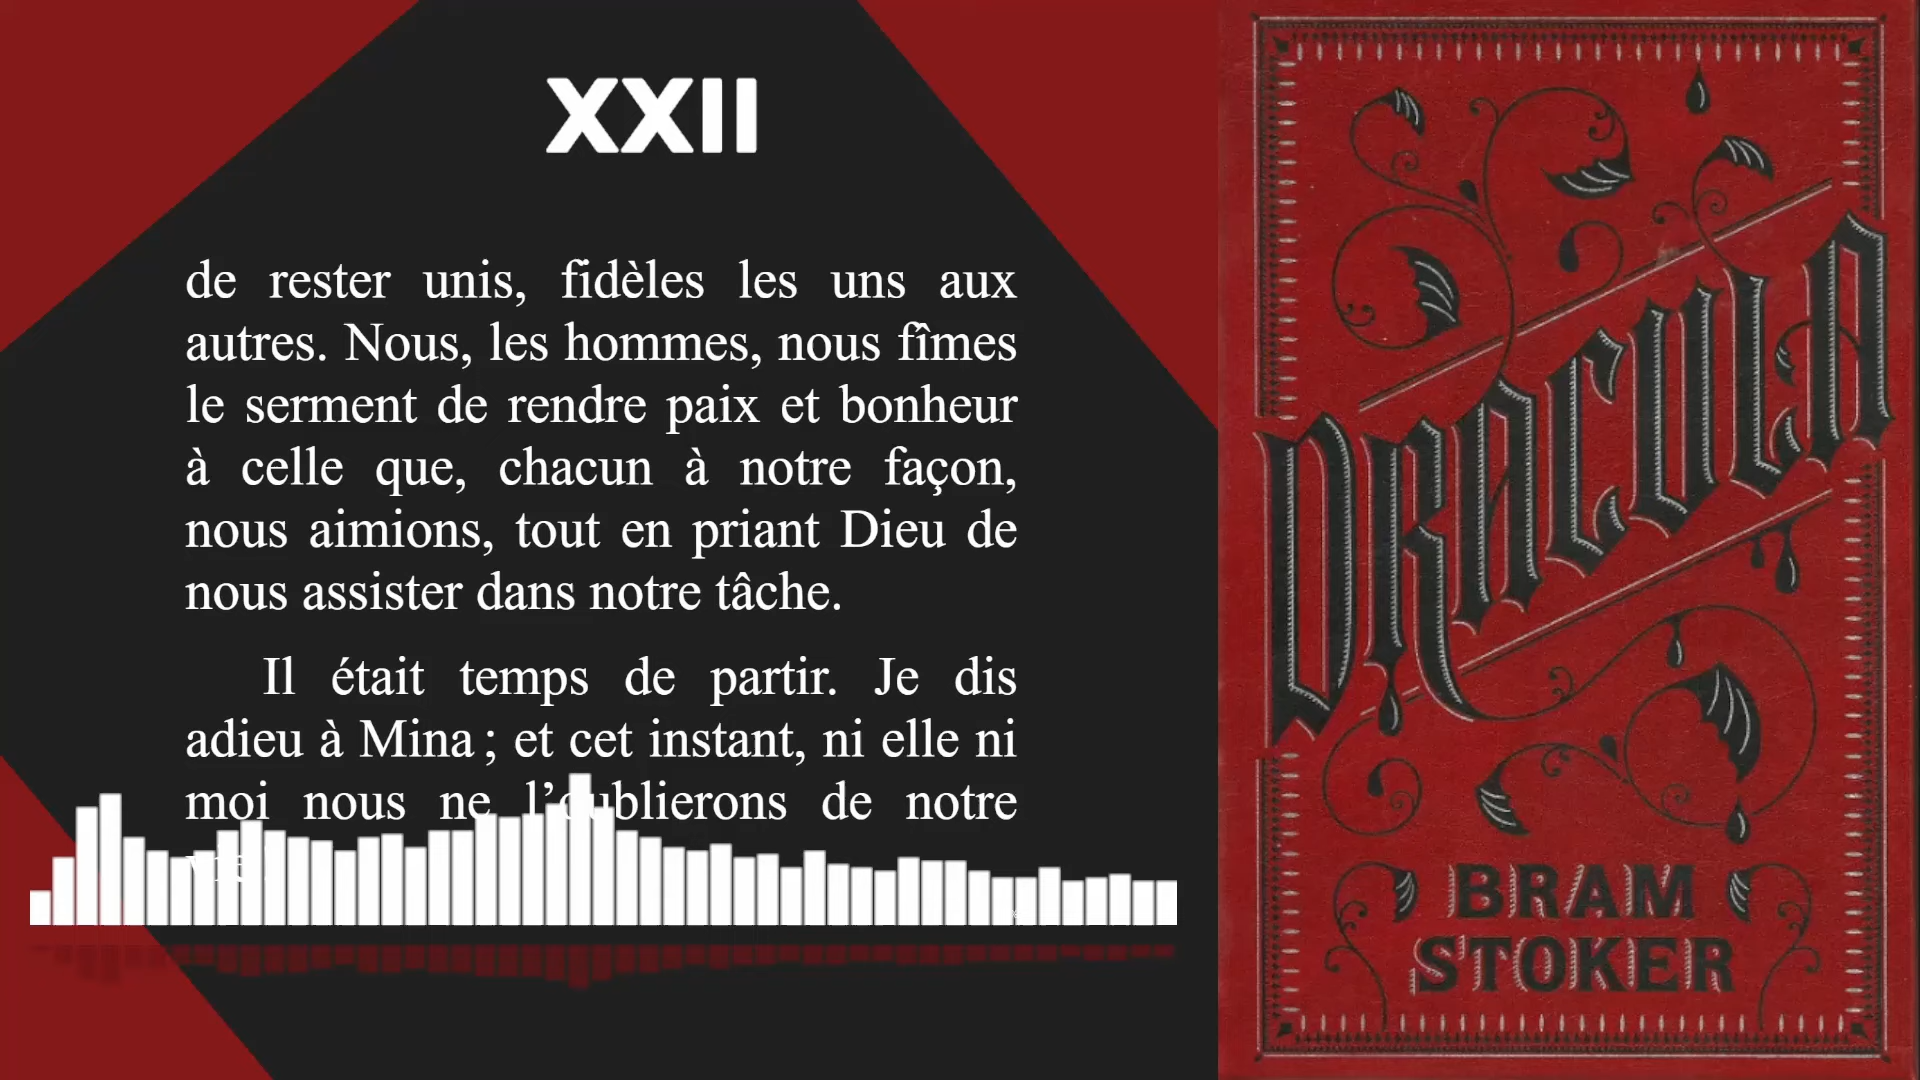 XXII
de rester unis, fidèles les uns aux
autres. Nous, les hommes, nous fîmes
le serment de rendre paix et bonheur
à celle que, chacun à notre façon,
nous aimions, tout en priant Dieu de
nous assister dans notre tâche.
Il était temps de partir. Je dis
adieu à Mina ; et cet instant, ni elle ni
moi nous ne l’oublierons de notre
DRACULA
BRAM
STOKER